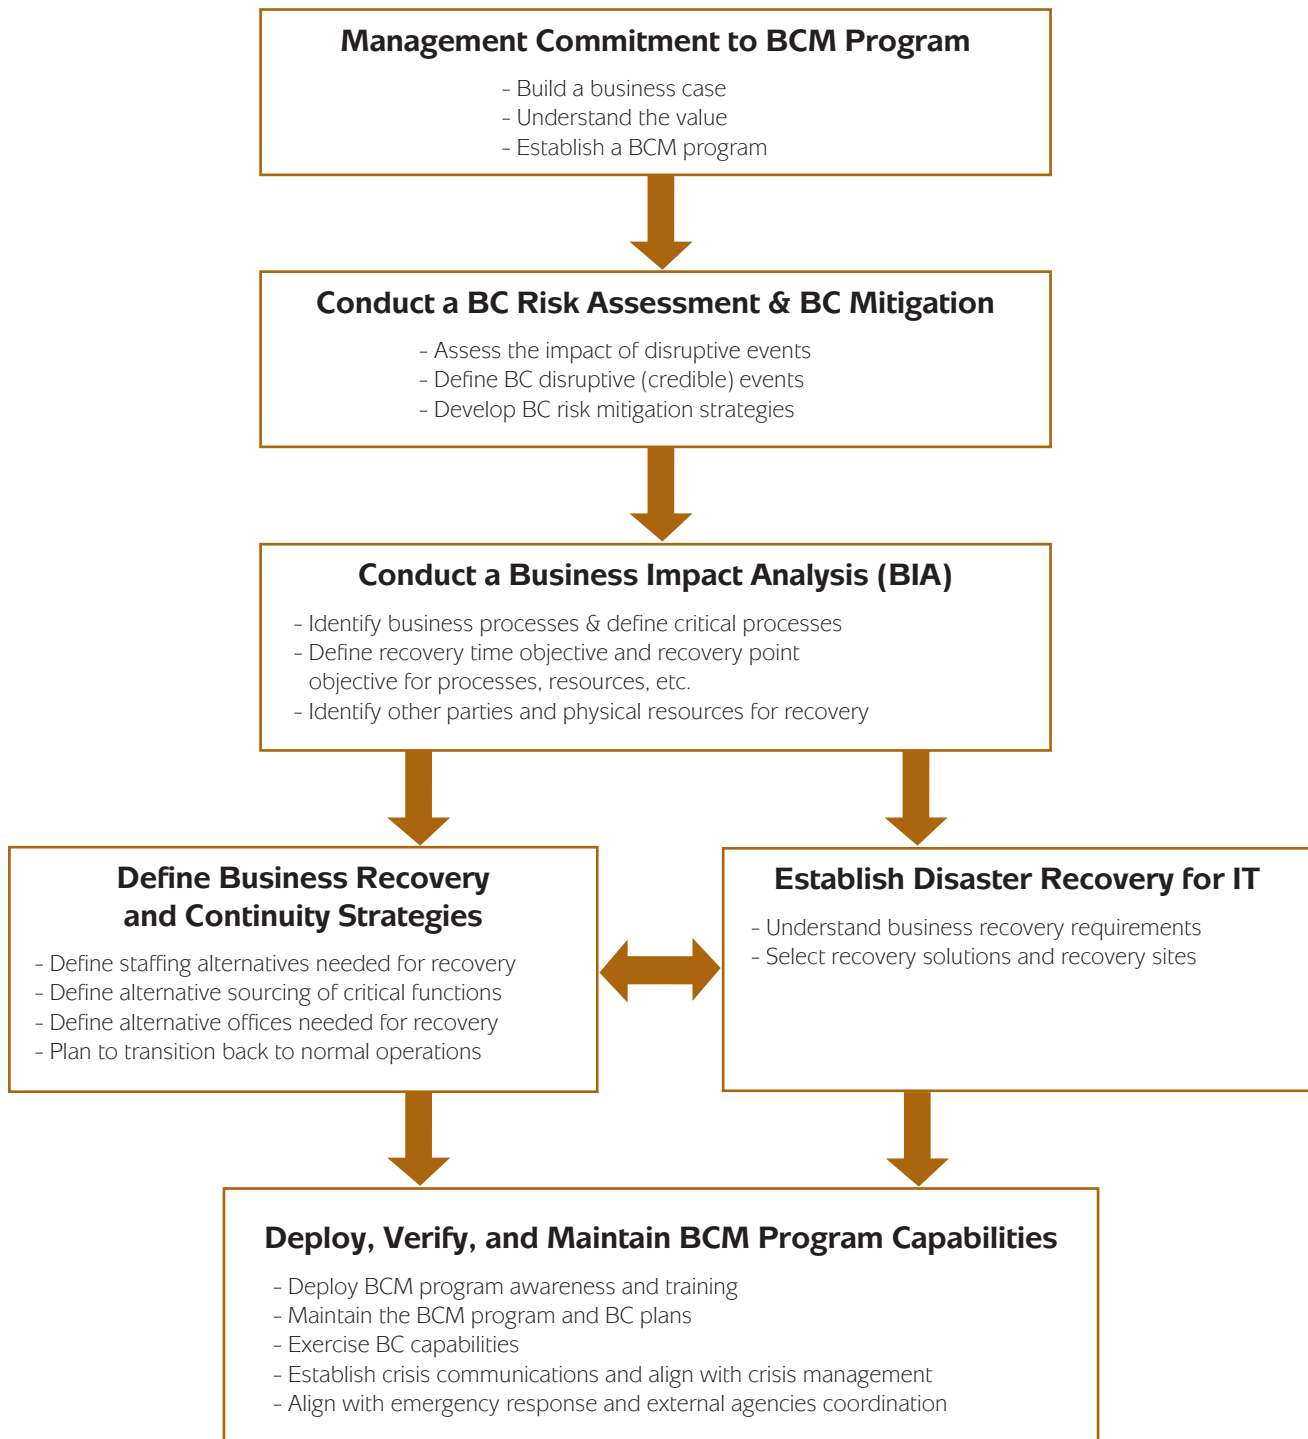 Management Commitment to BCM Program
- Build a business case
- Understand the value
- Establish a BCM program
Conduct a BC Risk Assessment & BC Mitigation
- Assess the impact of disruptive events
- Define BC disruptive (credible) events
- Develop BC risk mitigation strategies
Conduct a Business Impact Analysis (BIA)
- Identify business processes & define critical processes
- Define recovery time objective and recovery point
objective for processes, resources, etc.
- Identify other parties and physical resources for recovery
Define Business Recovery
and Continuity Strategies
- Define staffing alternatives needed for recovery
- Define alternative sourcing of critical functions
- Define alternative offices needed for recovery
- Plan to transition back to normal operations
Establish Disaster Recovery for IT
- Understand business recovery requirements
- Select recovery solutions and recovery sites
Deploy, Verify, and Maintain BCM Program Capabilities
- Deploy BCM program awareness and training
- Maintain the BCM program and BC plans
- Exercise BC capabilities
- Establish crisis communications and align with crisis management
- Align with emergency response and external agencies coordination